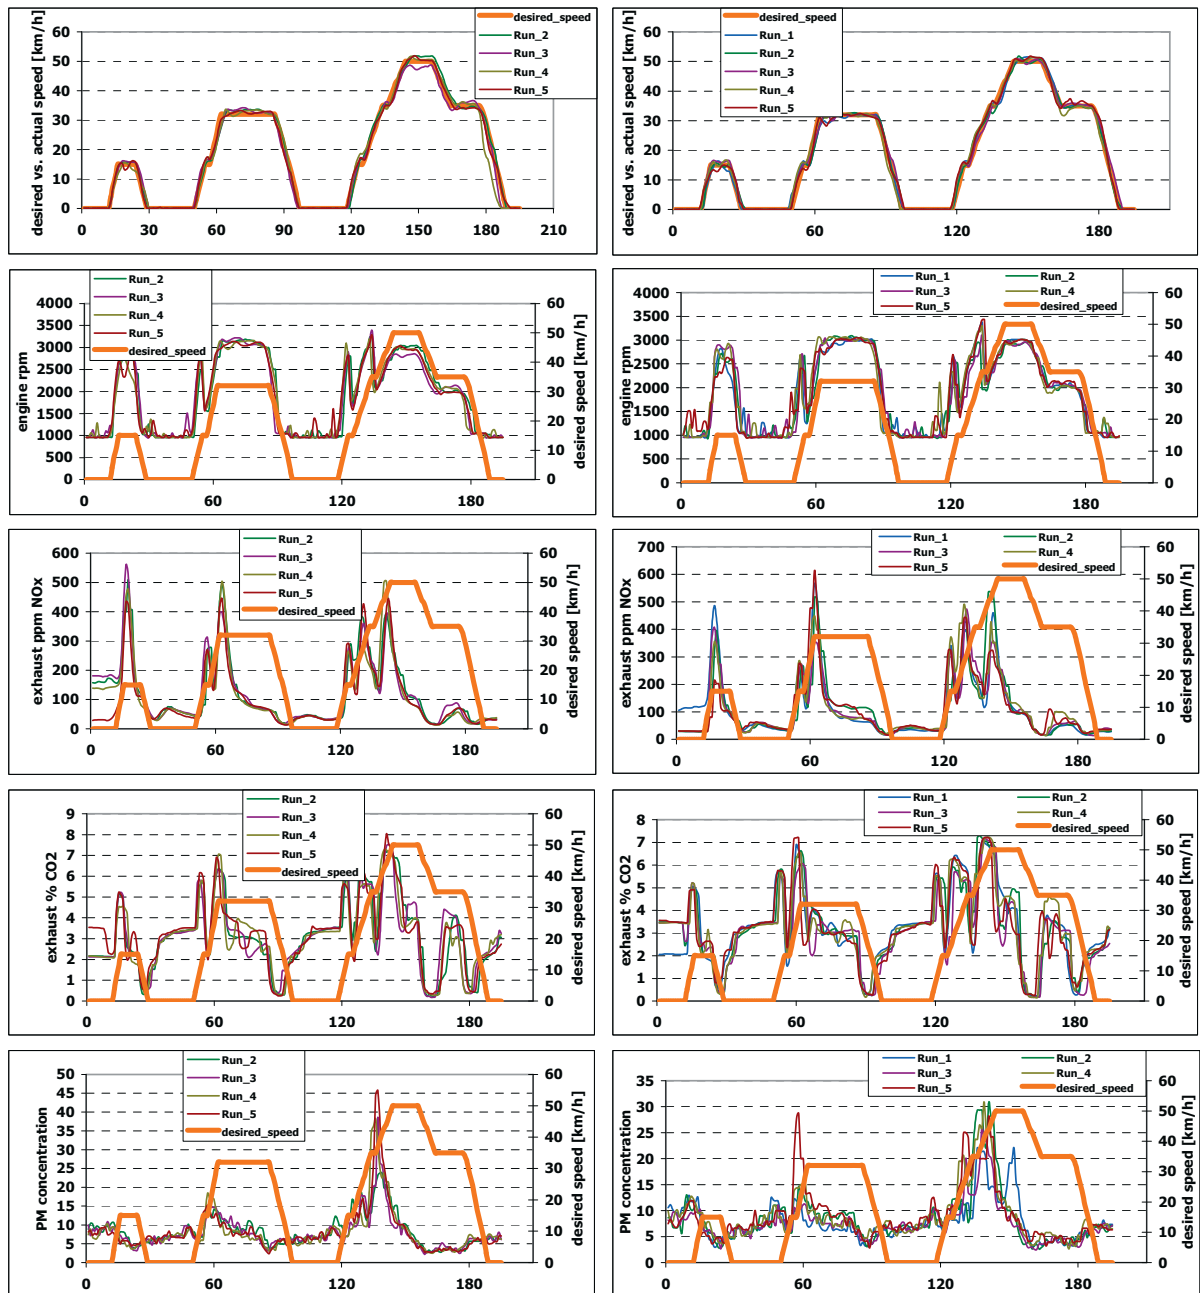 desired vs. actual speed [km/h]
60
50
40
30
20
10
0
desired_speed
Run_2
Run_3
Run_4
Run_5
0 30 60 90 120 150 180 210
desired vs. actual speed [km/h]
60
50
40
30
20
10
0
desired_speed
Run_1
Run_2
Run_3
Run_4
Run_5
0 60 120 180
engine rpm
4000
3500
3000
2500
2000
1500
1000
500
0
Run_2
Run_3
Run_4
Run_5
desired_speed
60
50
40
30
20
10
0
desired speed [km/h]
0 60 120 180
engine rpm
4000
3500
3000
2500
2000
1500
1000
500
0
Run_1 Run_2
Run_3 Run_4
Run_5 desired_speed
60
50
40
30
20
10
0
desired speed [km/h]
0 60 120 180
exhaust ppm NOx
600
500
400
300
200
100
0
Run_2
Run_3
Run_4
Run_5
desired_speed
60
50
40
30
20
10
0
desired speed [km/h]
0 60 120 180
exhaust ppm NOx
700
600
500
400
300
200
100
0
Run_1 Run_2
Run_3 Run_4
Run_5 desired_speed
60
50
40
30
20
10
0
desired speed [km/h]
0 60 120 180
exhaust % CO2
9
8
7
6
5
4
3
2
1
0
Run_2
Run_3
Run_4
Run_5
desired_speed
60
50
40
30
20
10
0
desired speed [km/h]
0 60 120 180
exhaust % CO2
8
7
6
5
4
3
2
1
0
Run_1 Run_2
Run_3 Run_4
Run_5 desired_speed
60
50
40
30
20
10
0
desired speed [km/h]
0 60 120 180
PM concentration
50
45
40
35
30
25
20
15
10
5
0
Run_2
Run_3
Run_4
Run_5
desired_speed
60
50
40
30
20
10
0
desired speed [km/h]
0 60 120 180
PM concentration
35
30
25
20
15
10
5
0
Run_1 Run_2
Run_3 Run_4
Run_5 desired_speed
60
50
40
30
20
10
0
desired speed [km/h]
0 60 120 180